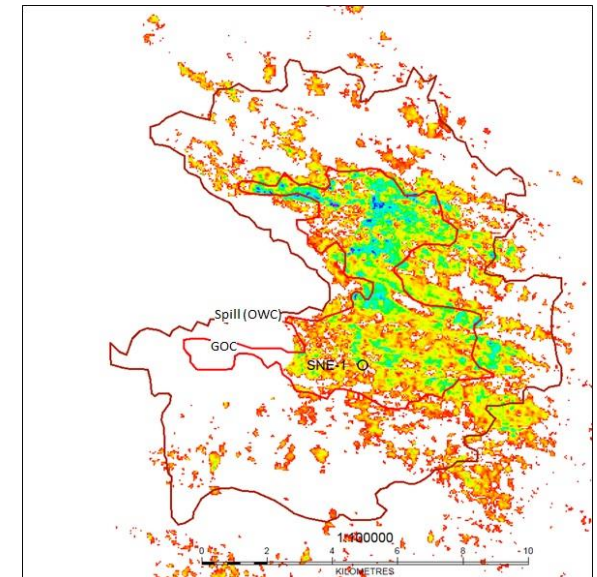 Spill (OWC)
GOC
SNE-1
1:100000
0 2 4 6 8 10
KILOMETRES